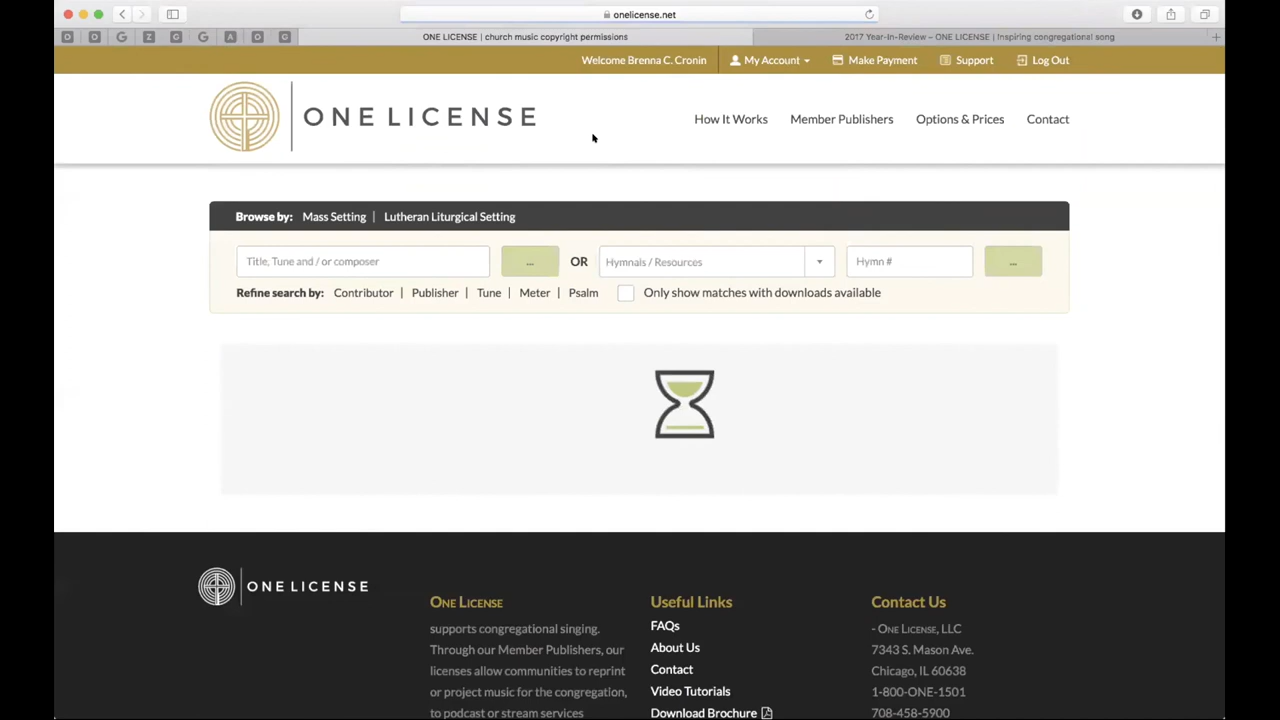 onelicense.net
O O G Z G G A O G
ONE LICENSE | church music copyright permissions
2017 Year-In-Review – ONE LICENSE | Inspiring congregational song
Welcome Brenna C. Cronin
My Account
Make Payment
Support
Log Out
ONE LICENSE
How It Works
Member Publishers
Options & Prices
Contact
Browse by: Mass Setting | Lutheran Liturgical Setting
Title, Tune and / or composer
...
OR
Hymnals / Resources
Hymn #
...
Refine search by: Contributor | Publisher | Tune | Meter | Psalm
Only show matches with downloads available
ONE LICENSE
One License
supports congregational singing.
Through our Member Publishers, our
licenses allow communities to reprint
or project music for the congregation,
to podcast or stream services
Useful Links
FAQs
About Us
Contact
Video Tutorials
Download Brochure
Contact Us
- One License, LLC
7343 S. Mason Ave.
Chicago, IL 60638
1-800-ONE-1501
708-458-5900